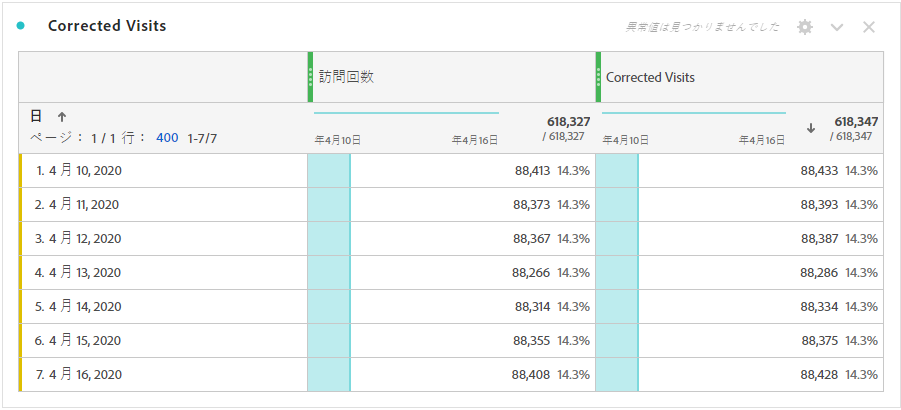 Corrected Visits
異常値は見つかりませんでした
訪問回数 Corrected Visits
日 ↑
ページ： 1 / 1 行： 400 1-7/7
618,327
/ 618,327
年4月10日 年4月16日
↓ 618,347
/ 618,347
年4月10日 年4月16日
1. 4 月 10, 2020 88,413 14.3% 88,433 14.3%
2. 4 月 11, 2020 88,373 14.3% 88,393 14.3%
3. 4 月 12, 2020 88,367 14.3% 88,387 14.3%
4. 4 月 13, 2020 88,266 14.3% 88,286 14.3%
5. 4 月 14, 2020 88,314 14.3% 88,334 14.3%
6. 4 月 15, 2020 88,355 14.3% 88,375 14.3%
7. 4 月 16, 2020 88,408 14.3% 88,428 14.3%